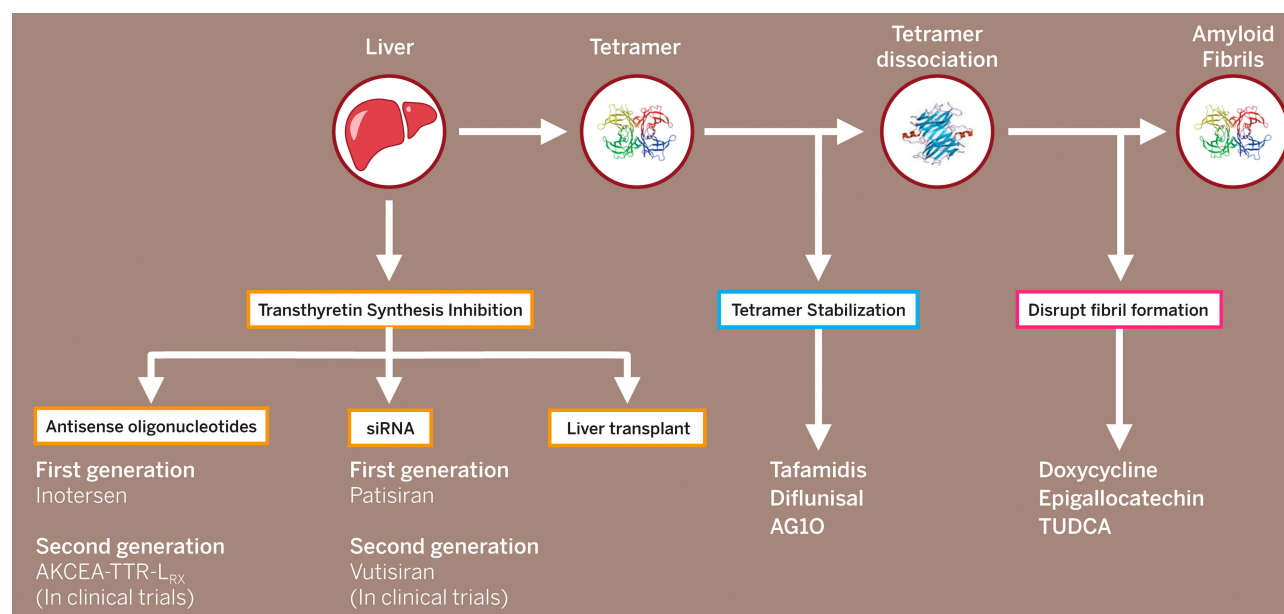 Liver
Tetramer
Tetramer
dissociation
Amyloid
Fibrils
Transthyretin Synthesis Inhibition
Tetramer Stabilization
Disrupt fibril formation
Antisense oligonucleotides
siRNA
Liver transplant
First generation
Inotersen
Second generation
AKCEA-TTR-LRX
(In clinical trials)
First generation
Patisiran
Second generation
Vutisiran
(In clinical trials)
Tafamidis
Diflunisal
AG1O
Doxycycline
Epigallocatechin
TUDCA